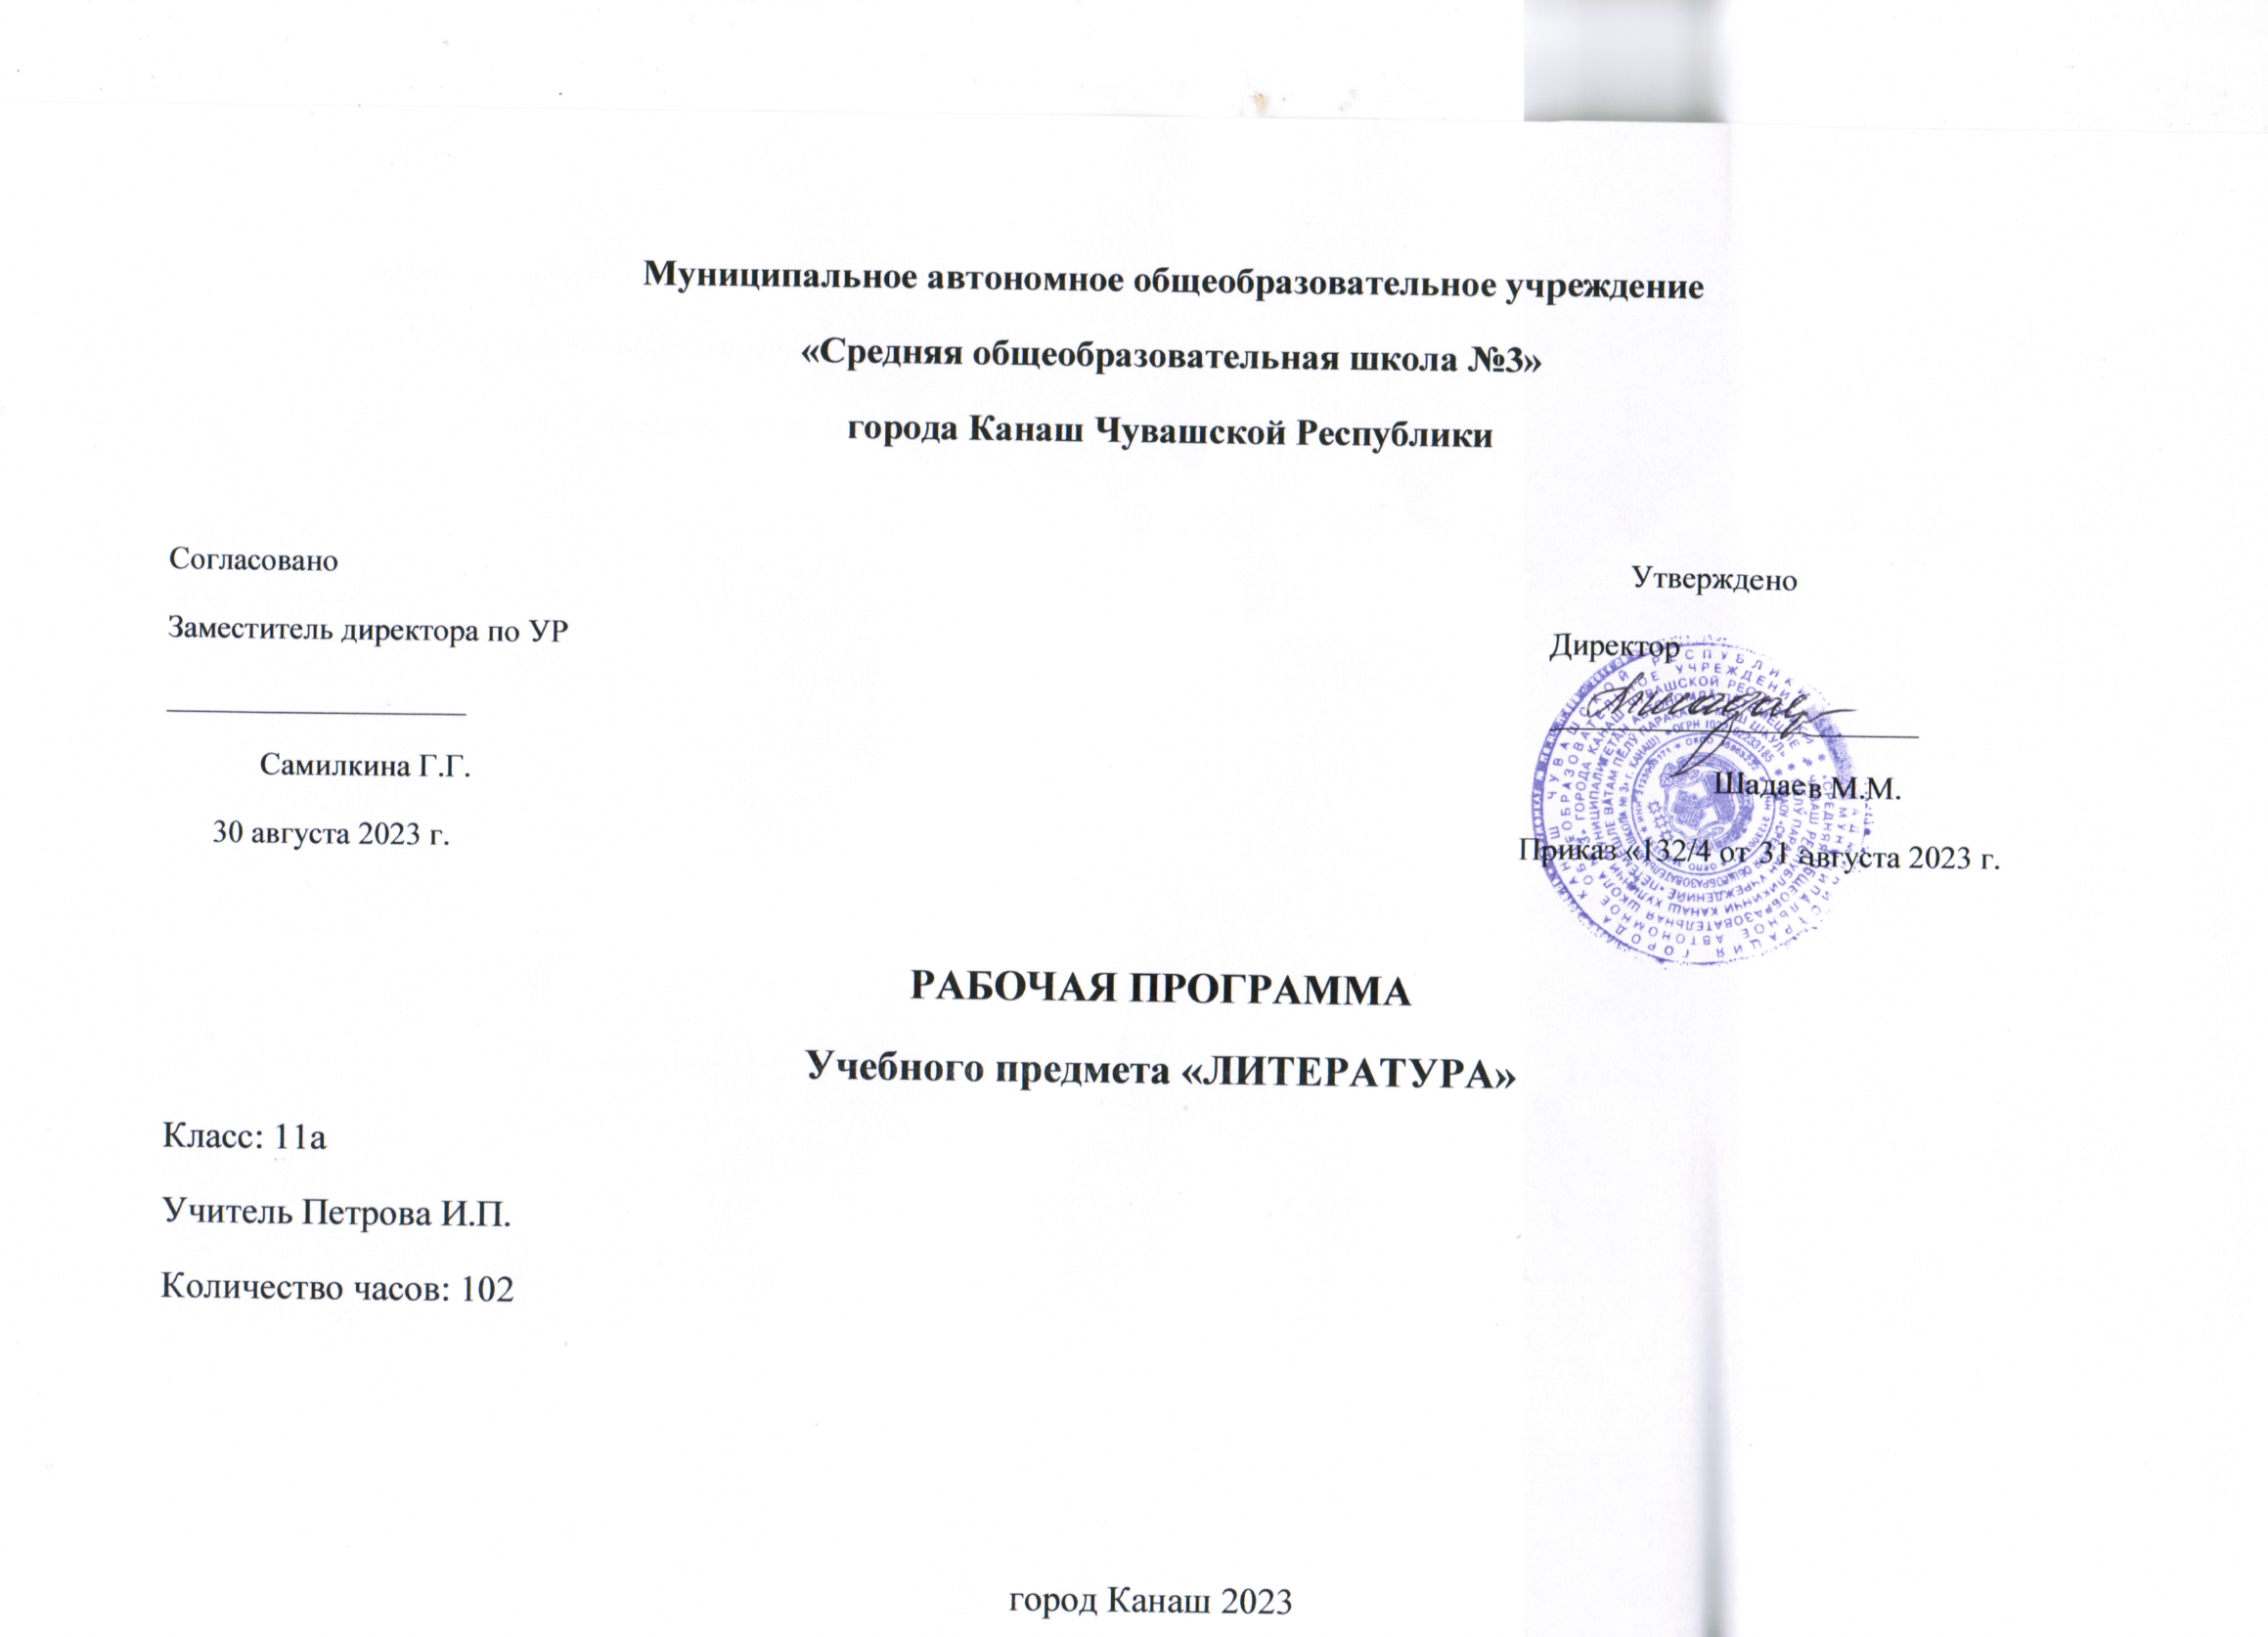 Муниципальное автономное общеобразовательное учреждение
«Средняя общеобразовательная школа №3»
города Канаш Чувашской Республики
Согласовано
Заместитель директора по УР
Самилкина Г.Г.
30 августа 2023 г.
Утверждено
Директор
Шадаев М.М.
Приказ «132/4 от 31 августа 2023 г.
РАБОЧАЯ ПРОГРАММА
Учебного предмета «ЛИТЕРАТУРА»
Класс: 11а
Учитель Петрова И.П.
Количество часов: 102
город Канаш 2023